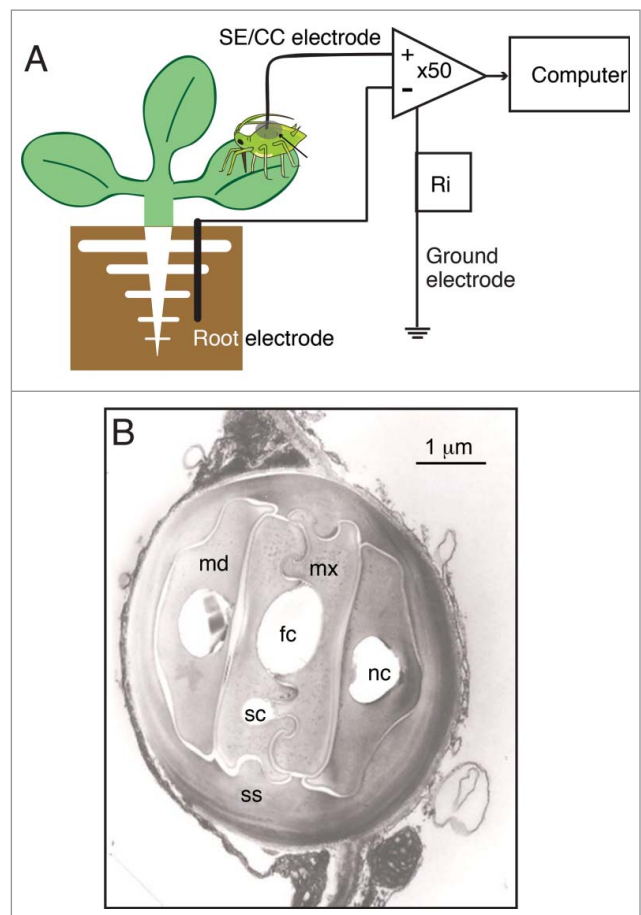 A
SE/CC electrode
+
x50
-
Computer
Ri
Ground
electrode
Root electrode
B
1 μm
md
mx
fc
nc
sc
ss